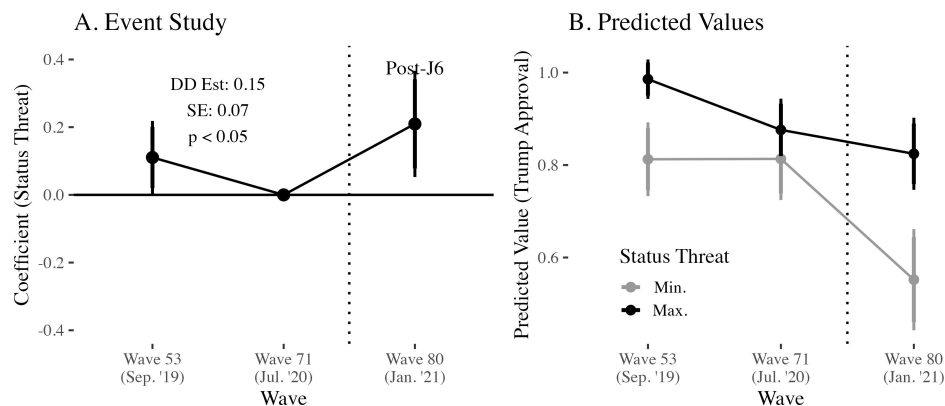 A. Event Study
Coefficient (Status Threat)
0.4
0.2
0.0
-0.2
-0.4
DD Est: 0.15
SE: 0.07
p < 0.05
Post-J6
Wave 53
(Sep. '19)
Wave 71
(Jul. '20)
Wave 80
(Jan. '21)
Wave
B. Predicted Values
Predicted Value (Trump Approval)
1.0
0.8
0.6
Status Threat
Min.
Max.
Wave 53
(Sep. '19)
Wave 71
(Jul. '20)
Wave 80
(Jan. '21)
Wave